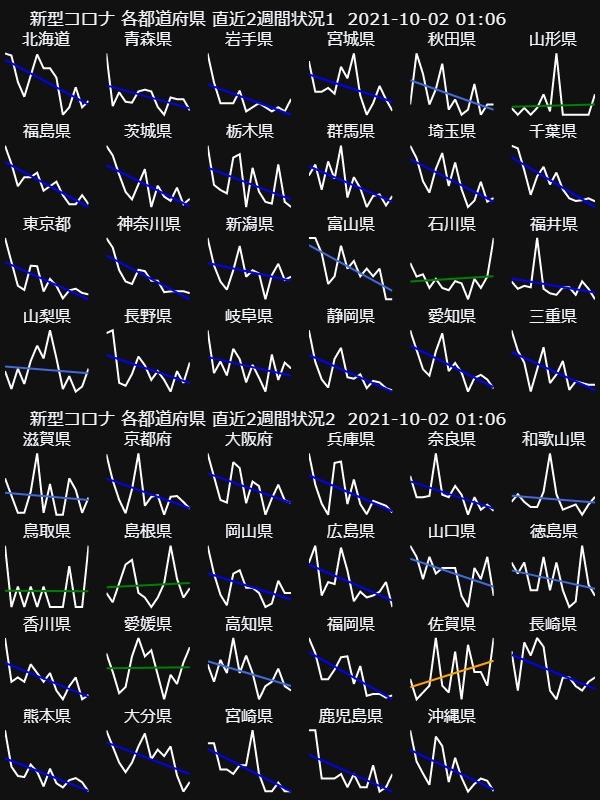 新型コロナ 各都道府県 直近2週間状況1 2021-10-02 01:06
北海道 青森県 岩手県 宮城県 秋田県 山形県
福島県 茨城県 栃木県 群馬県 埼玉県 千葉県
東京都 神奈川県 新潟県 富山県 石川県 福井県
山梨県 長野県 岐阜県 静岡県 愛知県 三重県
新型コロナ 各都道府県 直近2週間状況2 2021-10-02 01:06
滋賀県 京都府 大阪府 兵庫県 奈良県 和歌山県
鳥取県 島根県 岡山県 広島県 山口県 徳島県
香川県 愛媛県 高知県 福岡県 佐賀県 長崎県
熊本県 大分県 宮崎県 鹿児島県 沖縄県